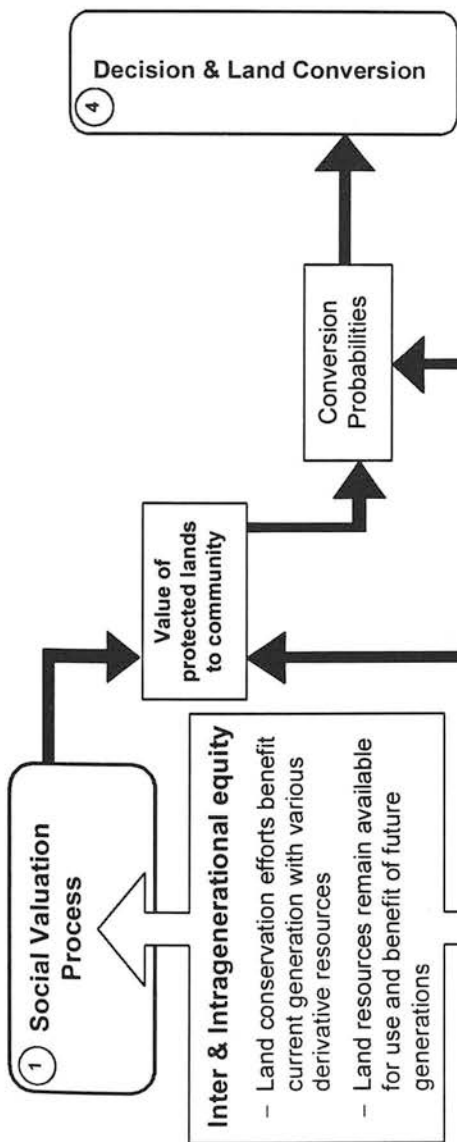 1
Social Valuation
Process
Inter & Intragenerational equity
– Land conservation efforts benefit
current generation with various
derivative resources
– Land resources remain available
for use and benefit of future
generations
Value of
protected lands
to community
Conversion
Probabilities
4
Decision & Land Conversion